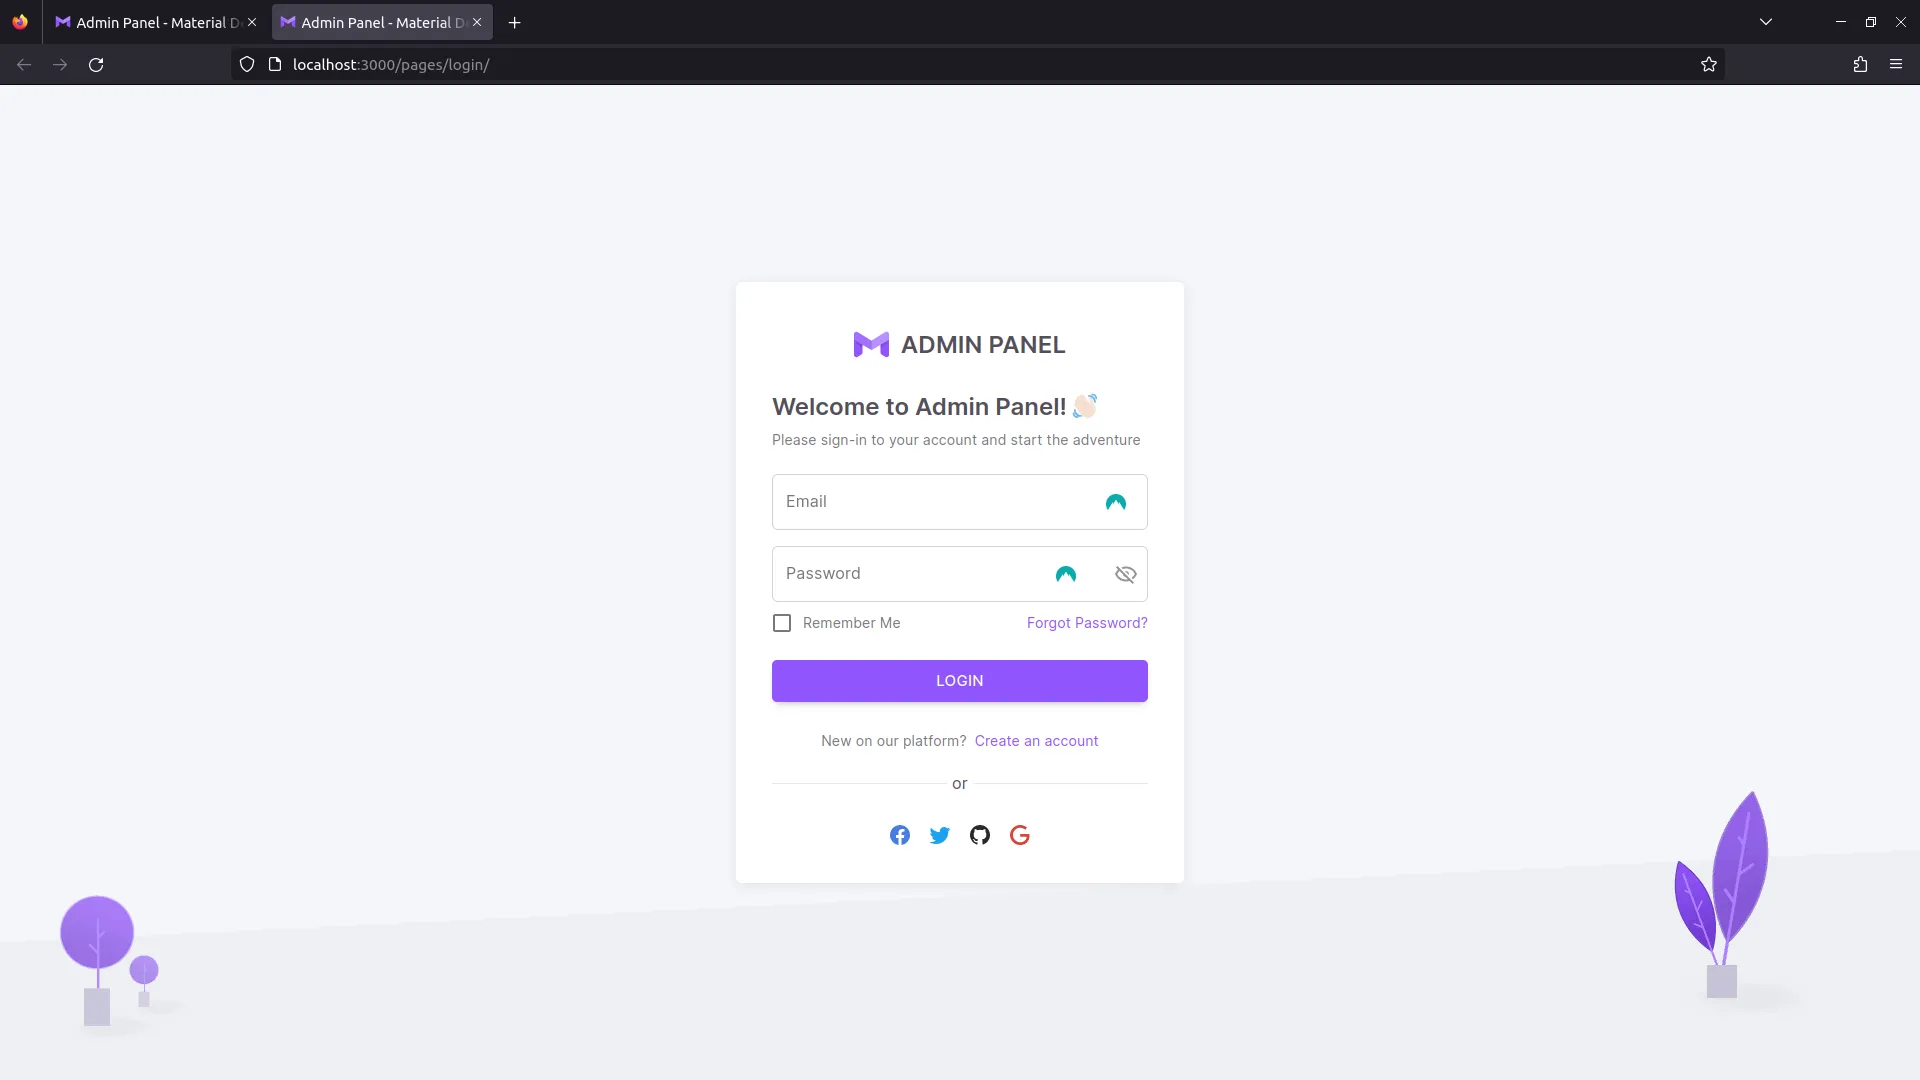 Admin Panel - Material D
Admin Panel - Material D
localhost:3000/pages/login/
ADMIN PANEL
Welcome to Admin Panel! 👋🏻
Please sign-in to your account and start the adventure
Email
Password
Remember Me
Forgot Password?
LOGIN
New on our platform? Create an account
or